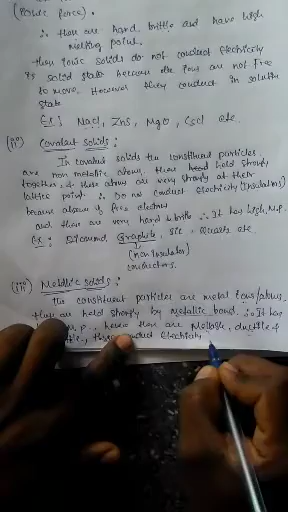 (Ionic force).
∴ they are hard, brittle and have high
melting point.
→ these ionic solids do not conduct electricity
in solid state because the ions are not free
to move. However they conduct in solution
state
Ex: Nacl, ZnS, MgO, Cscl etc.
(ii) Covalent solids:
In covalent solids the constituent particles
are non metallic atoms, these held strongly
together, & these atoms are very strongly at their
lattice point. ∴ Do not conduct electricity (insulators)
because absence of free electrons
and these are very hard & brittle ∴ It has high M.P.
Ex: Diamond, Graphite, Sic, Quartz etc.
(non insulator)
conductors.
(iii) Metallic solids:
The constituent particles are metal ions/atoms.
they are held strongly by metallic bond. ∴ It has
M.P., hence they are Malleable, ductile &
conduct Electricity